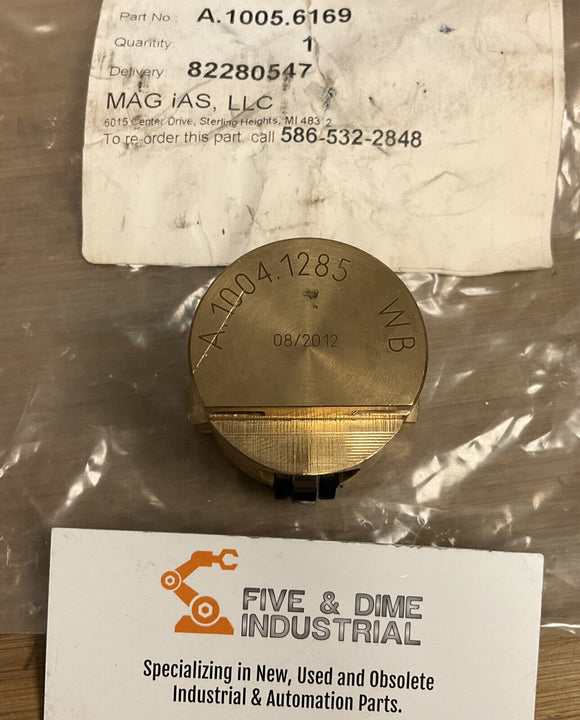 Part No.: A.1005.6169
Quantity: 1
Delivery: 82280547
MAG iAS, LLC
6015 Center Drive, Sterling Heights, MI 483 2
To re-order this part, call 586-532-2848
A.1004.1285 WB
08/2012
FIVE & DIME
INDUSTRIAL
Specializing in New, Used and Obsolete
Industrial & Automation Parts.